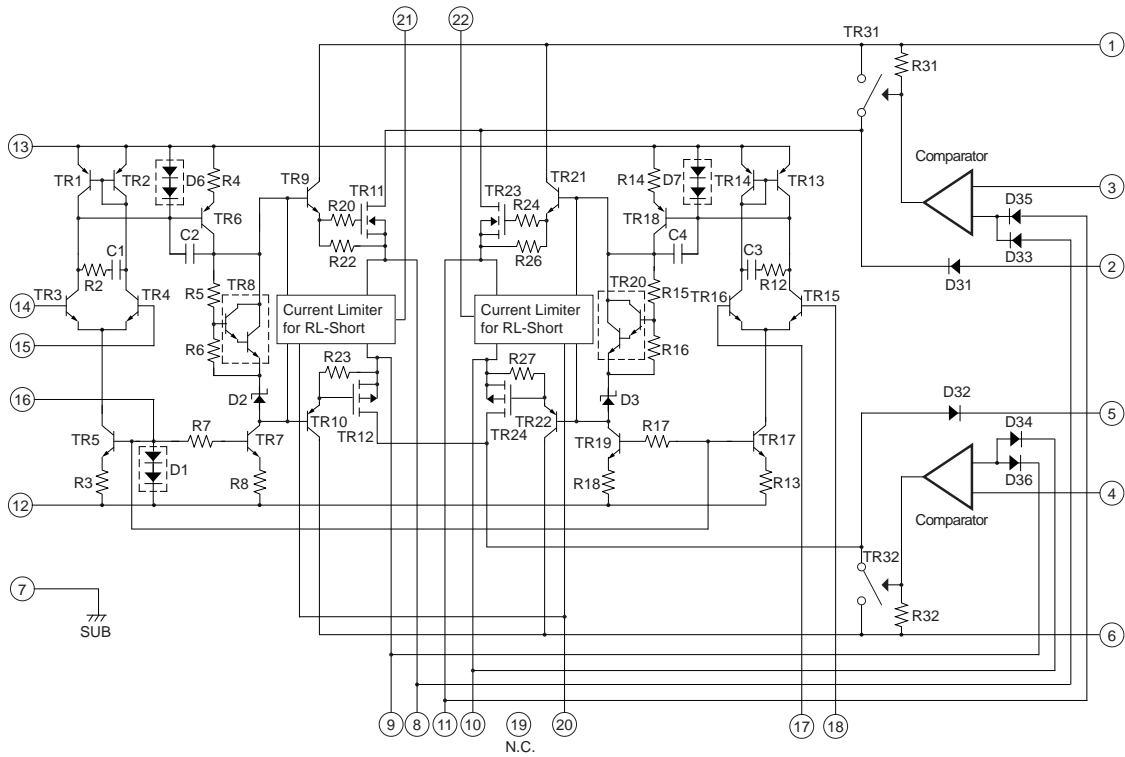 21
22
TR31
1
R31
13
Comparator
TR1
TR2
D6
R4
TR9
TR11
TR23
TR21
R14
D7
TR14
TR13
3
R20
R24
D35
TR6
TR18
C2
R22
R26
C4
D33
C1
R2
C3
R12
2
D31
TR3
TR4
R5
TR8
TR20
R15
TR16
TR15
14
Current Limiter
for RL-Short
Current Limiter
for RL-Short
18
15
R6
R16
17
R23
R27
D32
5
D2
D3
16
TR10
TR12
TR24
TR22
D34
TR5
R7
TR7
TR19
R17
TR17
D36
R3
D1
R8
R18
R13
4
12
Comparator
TR32
7
SUB
R32
6
9
8
11
10
19
20
17
18
N.C.